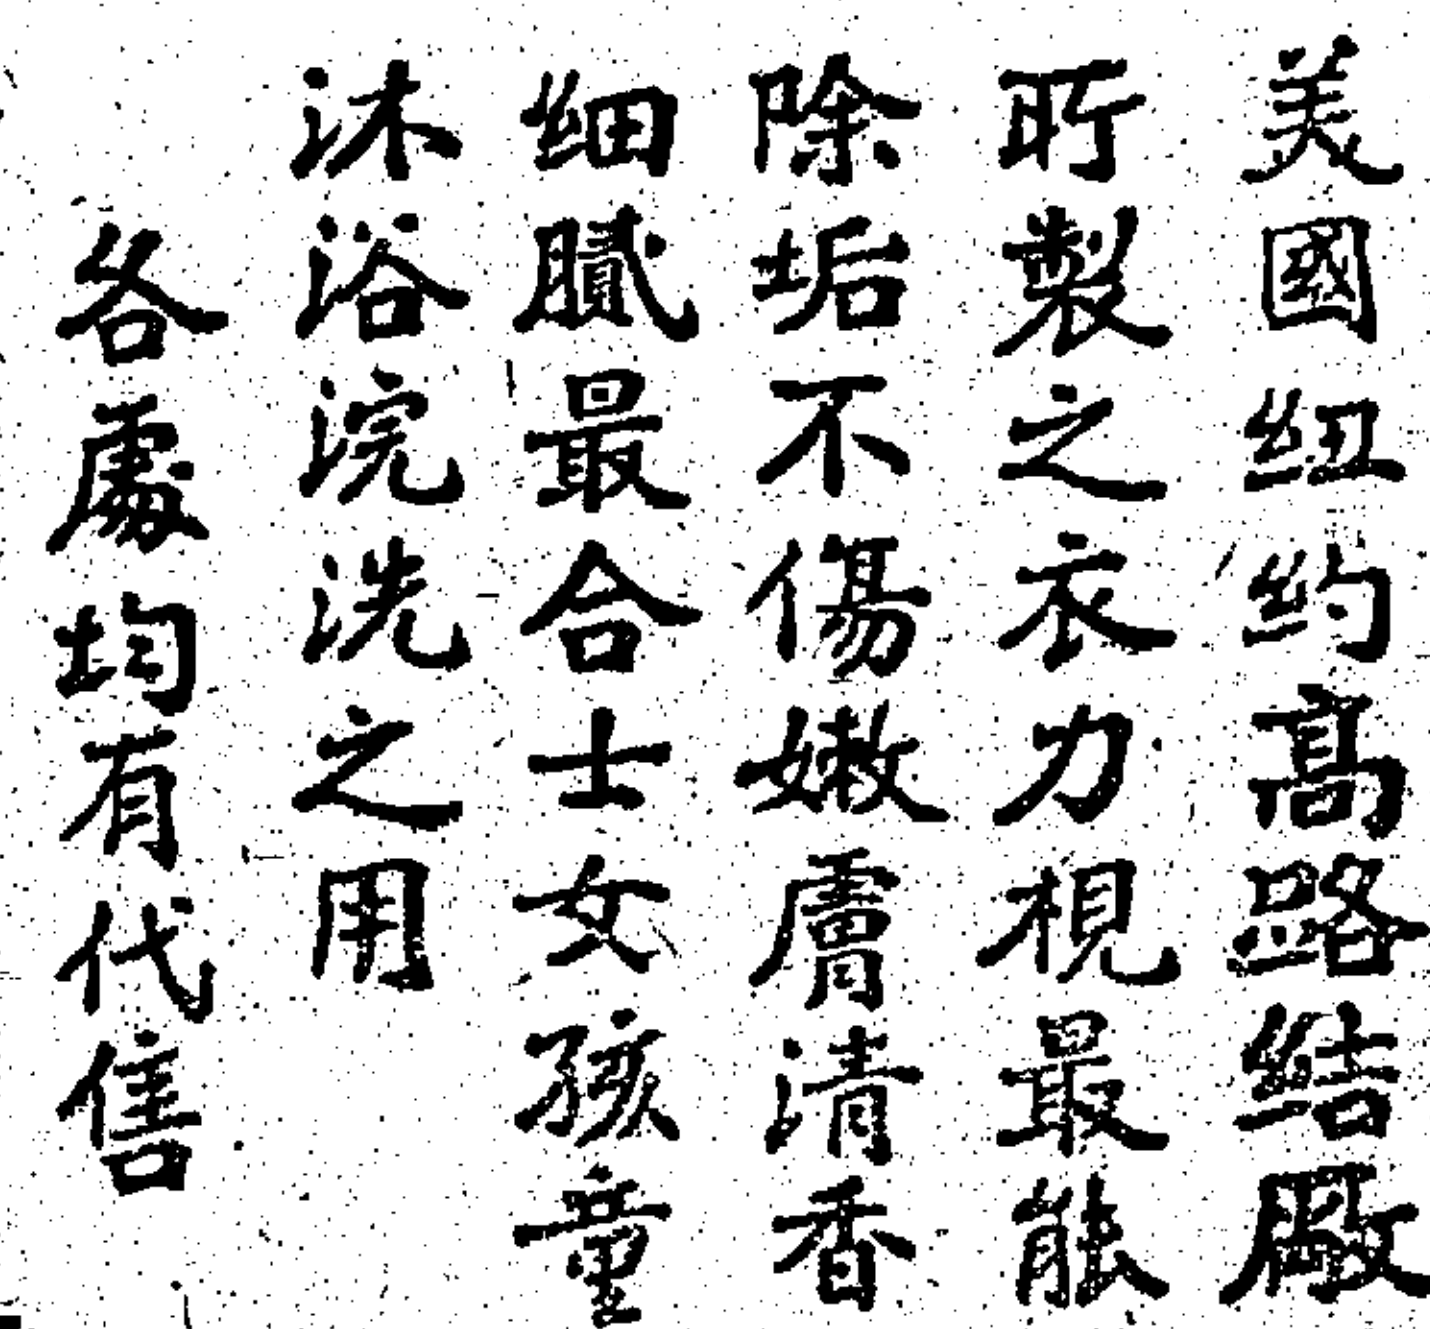 美國紐約高路結廠
所製之衣力梘最能
除垢不傷嫩膚清香
細膩最合士女孩童
沐浴浣洗之用
各處均有代售